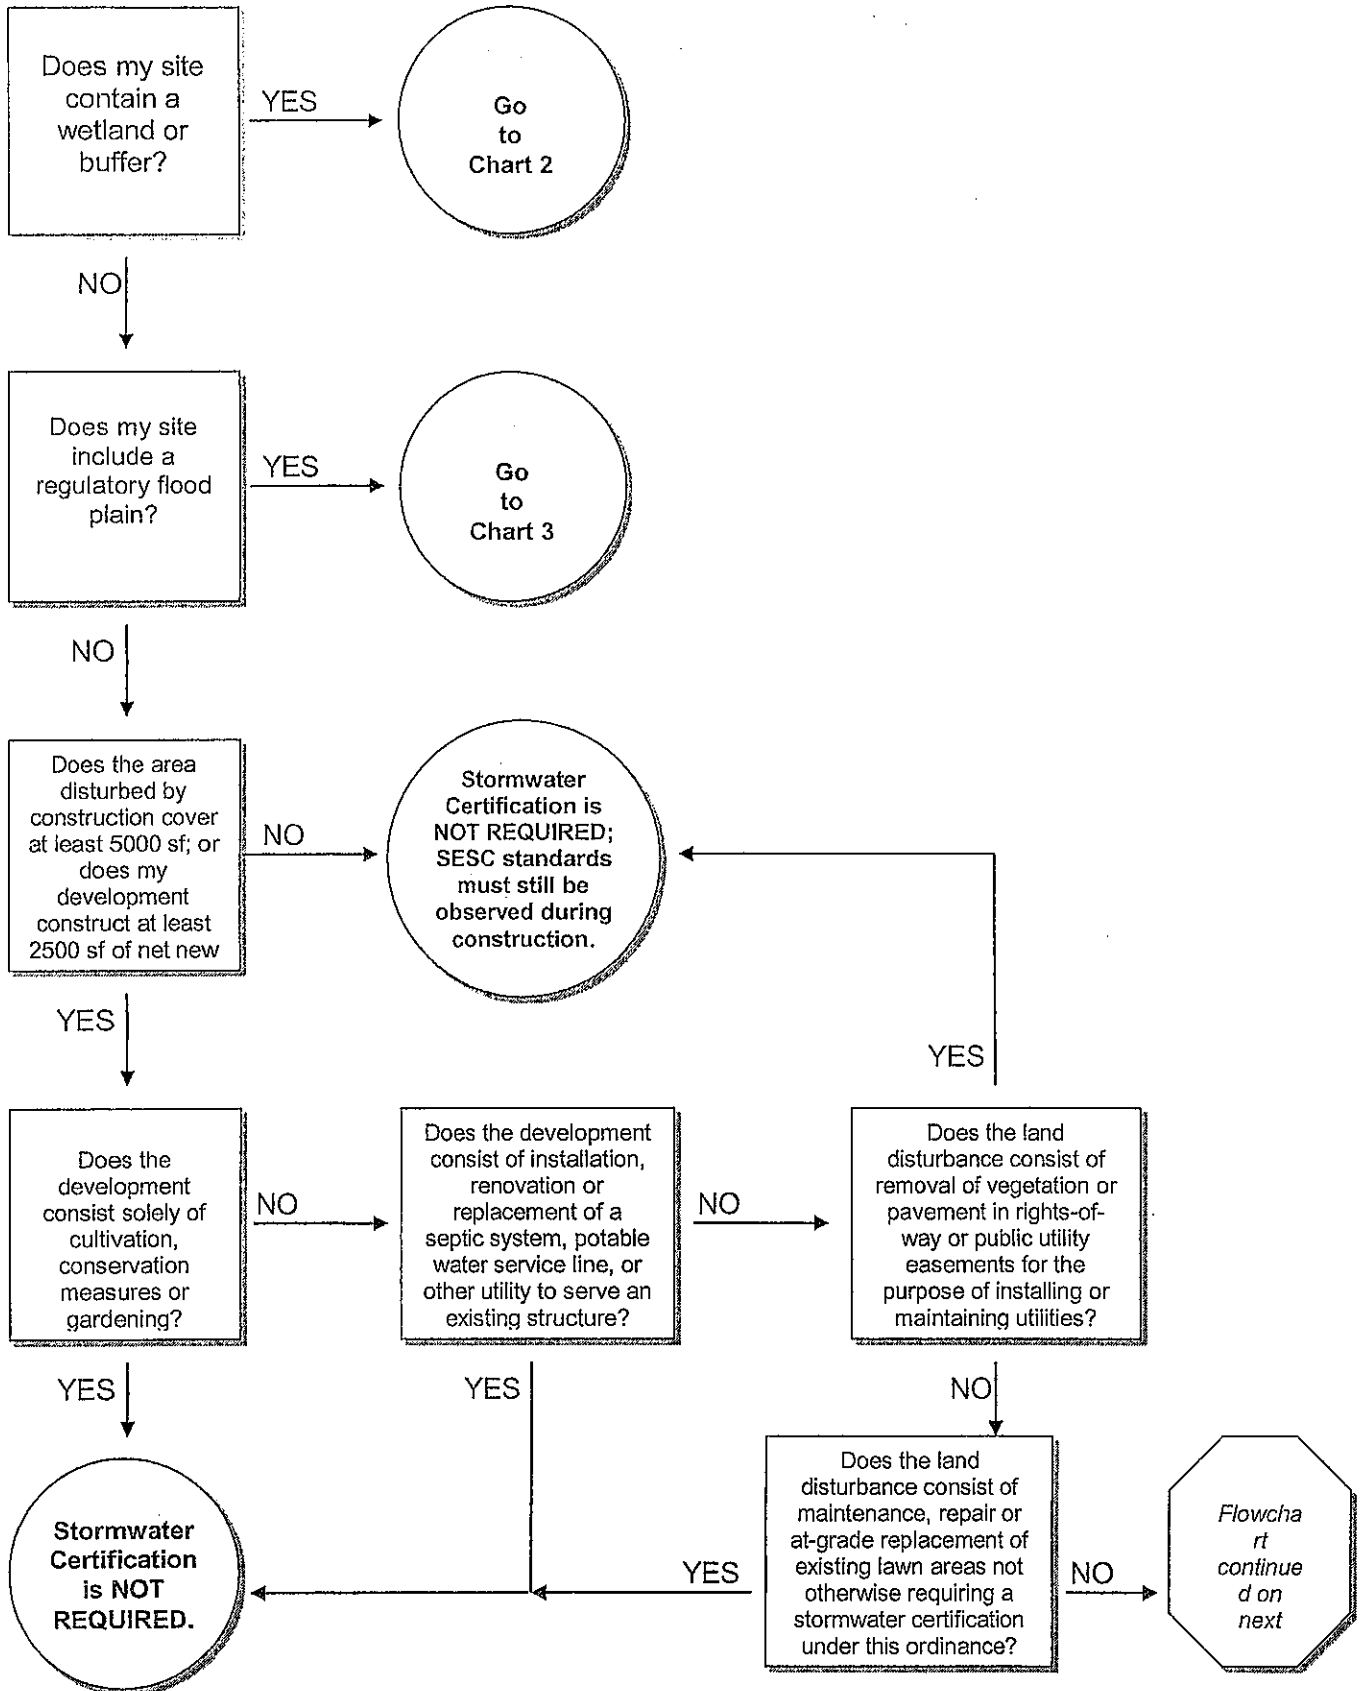 Does my site
contain a
wetland or
buffer?
YES
Go
to
Chart 2
NO
Does my site
include a
regulatory flood
plain?
YES
Go
to
Chart 3
NO
Does the area
disturbed by
construction cover
at least 5000 sf; or
does my
development
construct at least
2500 sf of net new
NO
Stormwater
Certification is
NOT REQUIRED;
SESC standards
must still be
observed during
construction.
YES
YES
Does the
development
consist solely of
cultivation,
conservation
measures or
gardening?
NO
Does the development
consist of installation,
renovation or
replacement of a
septic system, potable
water service line, or
other utility to serve an
existing structure?
NO
Does the land
disturbance consist of
removal of vegetation or
pavement in rights-of-
way or public utility
easements for the
purpose of installing or
maintaining utilities?
YES
YES
NO
Stormwater
Certification
is NOT
REQUIRED.
YES
Does the land
disturbance consist of
maintenance, repair or
at-grade replacement of
existing lawn areas not
otherwise requiring a
stormwater certification
under this ordinance?
NO
Flowcha
rt
continue
d on
next